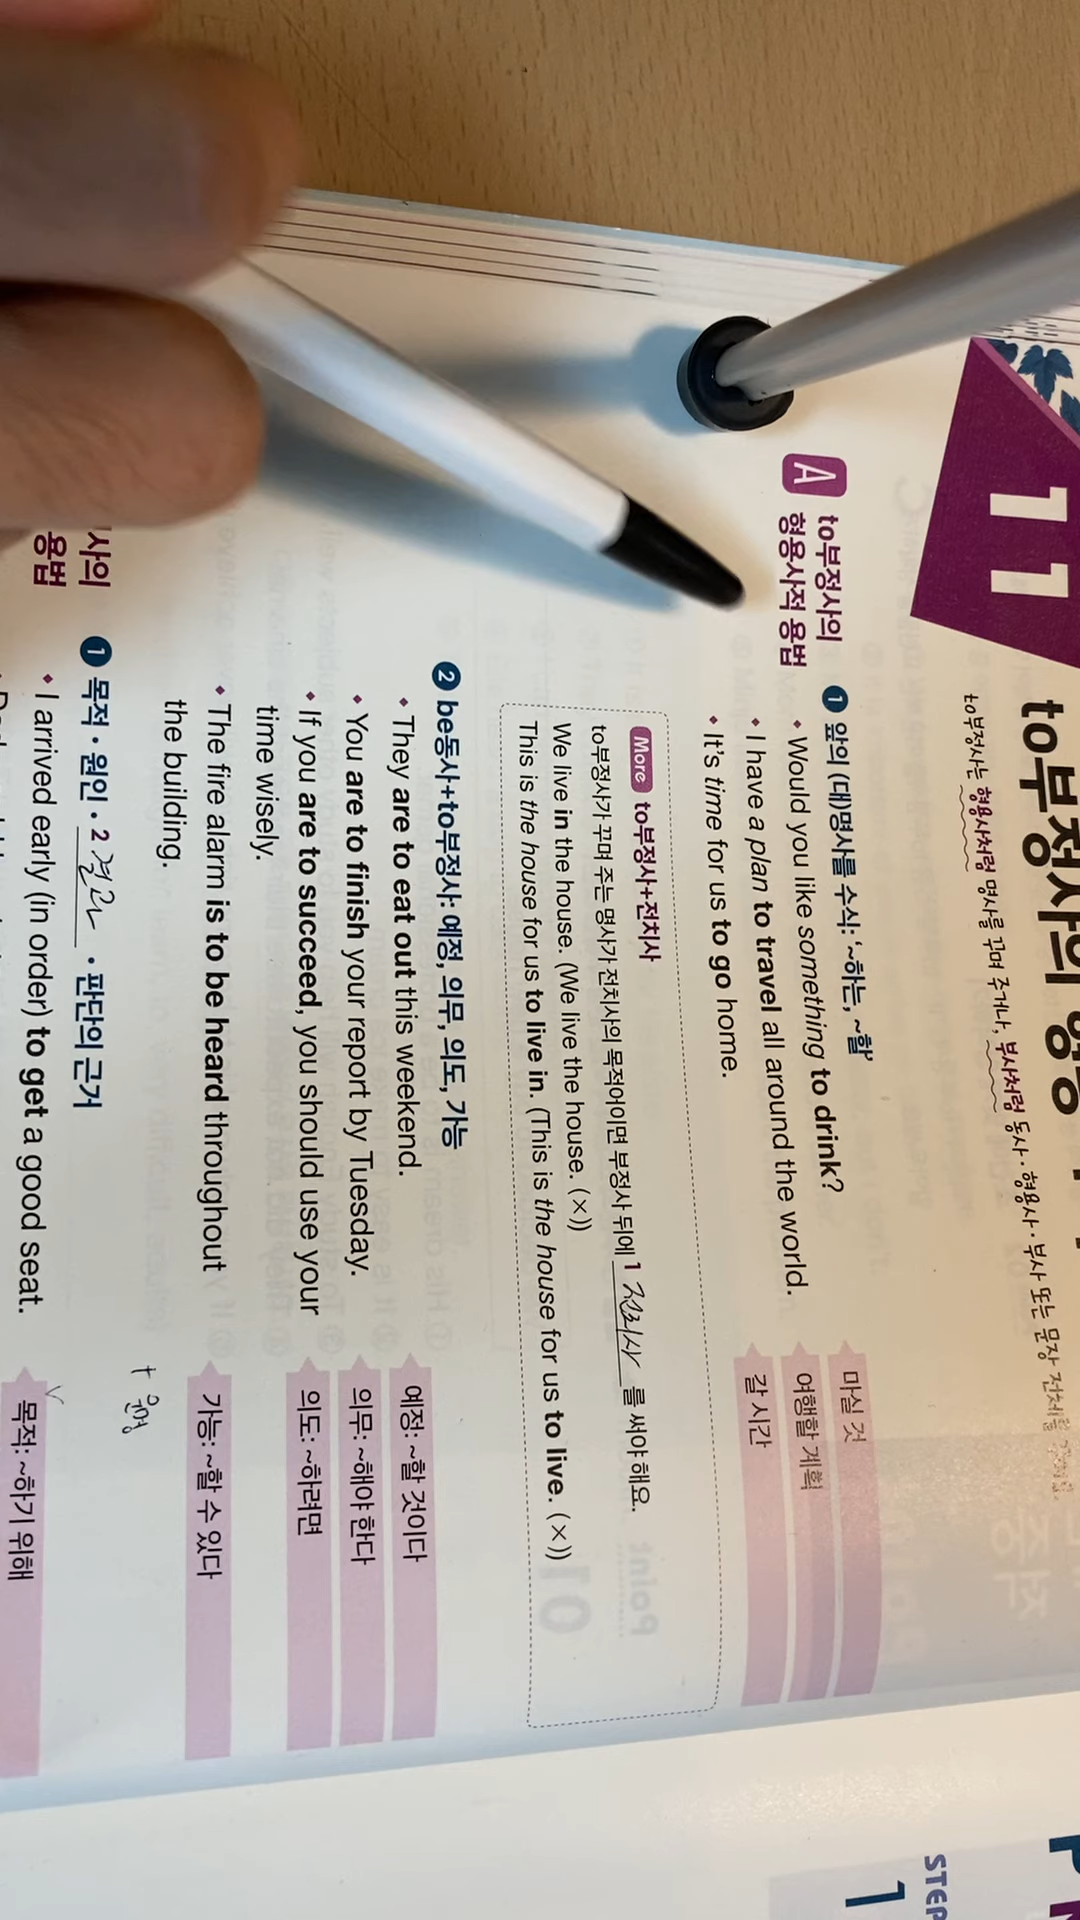 11
to부정사의 형용
to부정사는 형용사처럼 명사를 꾸며 주거나, 부사처럼 동사·형용사·부사 또는 문장 전체를
A to부정사의
형용사적 용법
1 앞의 (대)명사를 수식: ‘~하는, ~할’
• Would you like something to drink?
마실 것
• I have a plan to travel all around the world.
여행할 계획
• It’s time for us to go home.
갈 시간
More to부정사+전치사
to부정사가 꾸며 주는 명사가 전치사의 목적어이면 부정사 뒤에 1 전치사 를 써야 해요.
We live in the house. (We live the house. (×))
This is the house for us to live in. (This is the house for us to live. (×))
2 be동사+to부정사: 예정, 의무, 의도, 가능
• They are to eat out this weekend.
예정: ~할 것이다
• You are to finish your report by Tuesday.
의무: ~해야 한다
• If you are to succeed, you should use your
의도: ~하려면
time wisely.
• The fire alarm is to be heard throughout
가능: ~할 수 있다
the building.
+ 운명
사의
용법
1 목적·원인·2 결과 ·판단의 근거
• I arrived early (in order) to get a good seat.
목적: ~하기 위해
STEP
1